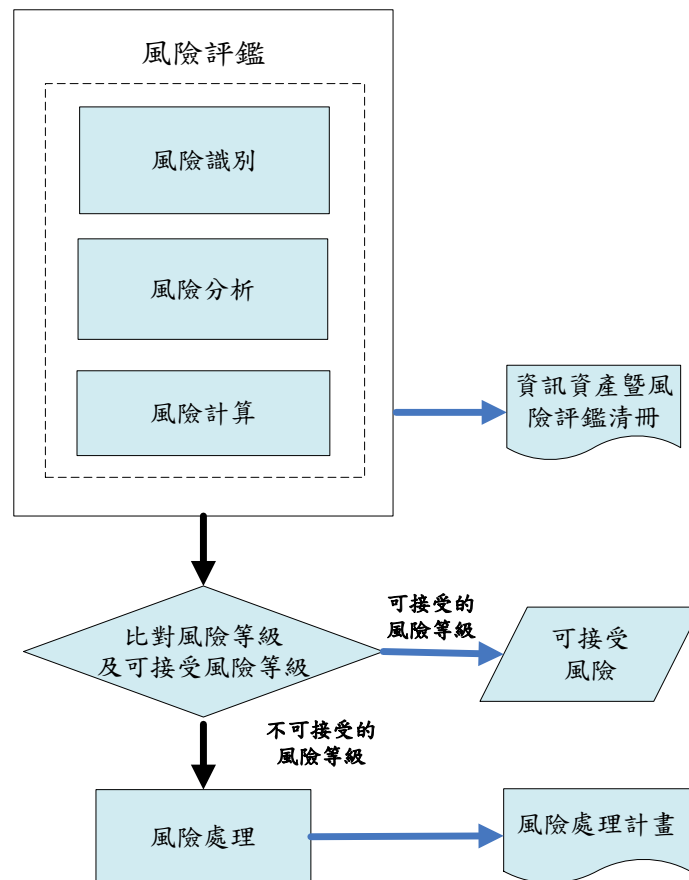 風險評鑑
風險識別
風險分析
風險計算
資訊資產暨風
險評鑑清冊
比對風險等級
及可接受風險等級
可接受的
風險等級
可接受
風險
不可接受的
風險等級
風險處理
風險處理計畫